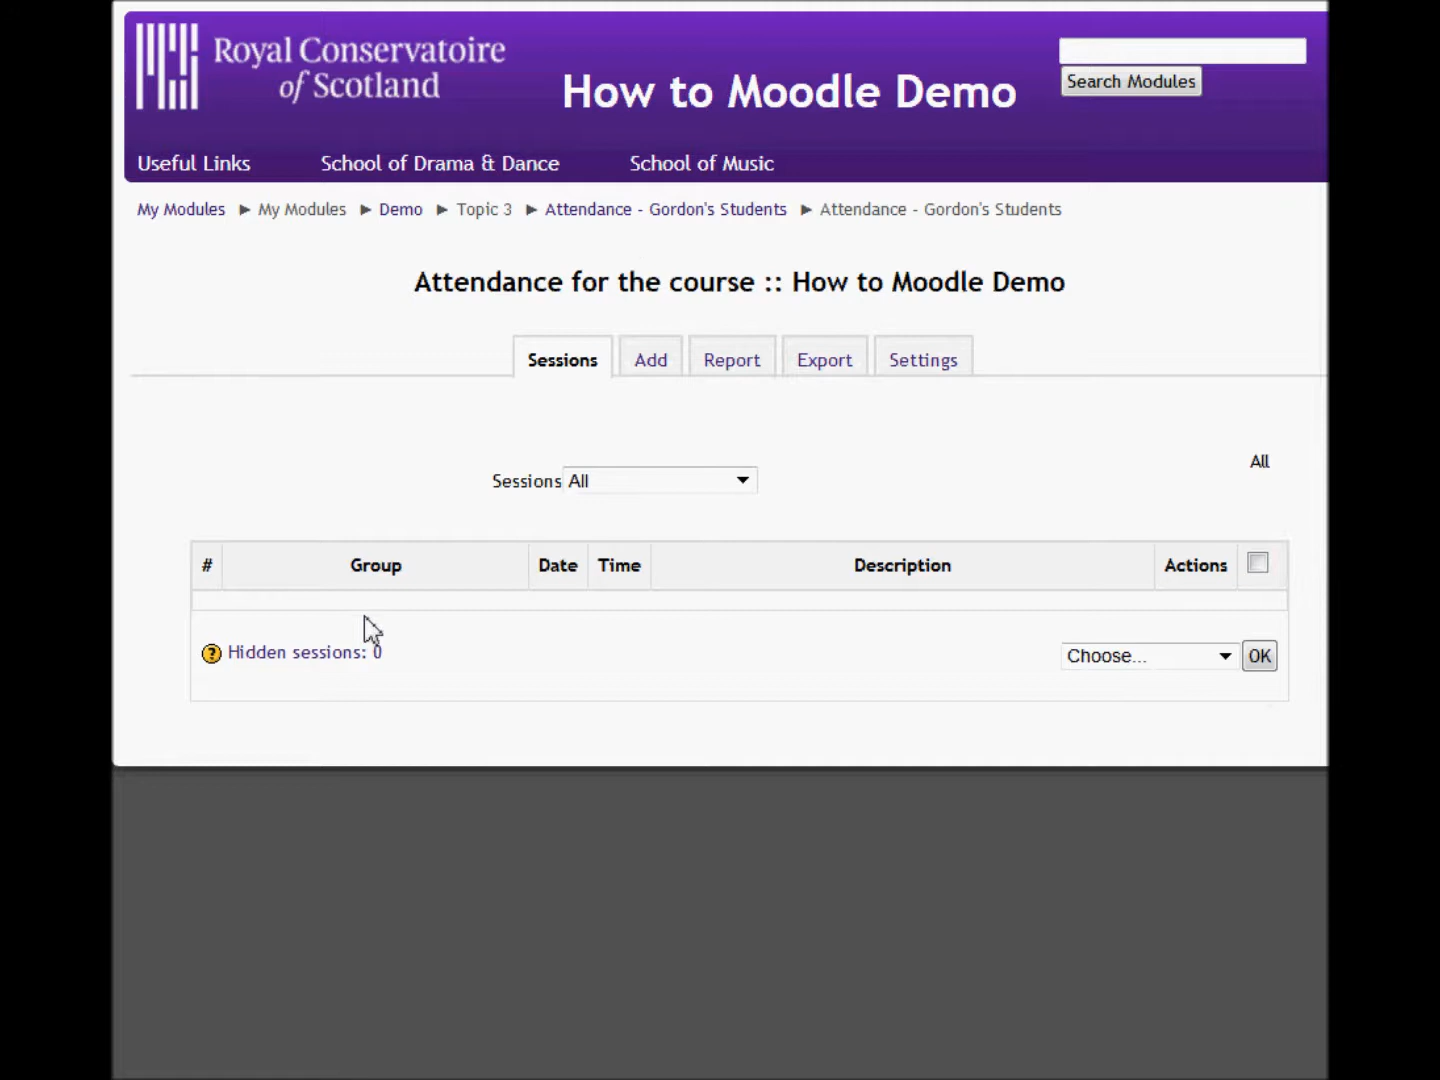 Royal Conservatoire
of Scotland
How to Moodle Demo
Search Modules
Useful Links School of Drama & Dance School of Music
My Modules ► My Modules ► Demo ► Topic 3 ► Attendance - Gordon's Students ► Attendance - Gordon's Students
Attendance for the course :: How to Moodle Demo
Sessions Add Report Export Settings
All
Sessions All
# Group Date Time Description Actions
? Hidden sessions: 0
Choose... OK